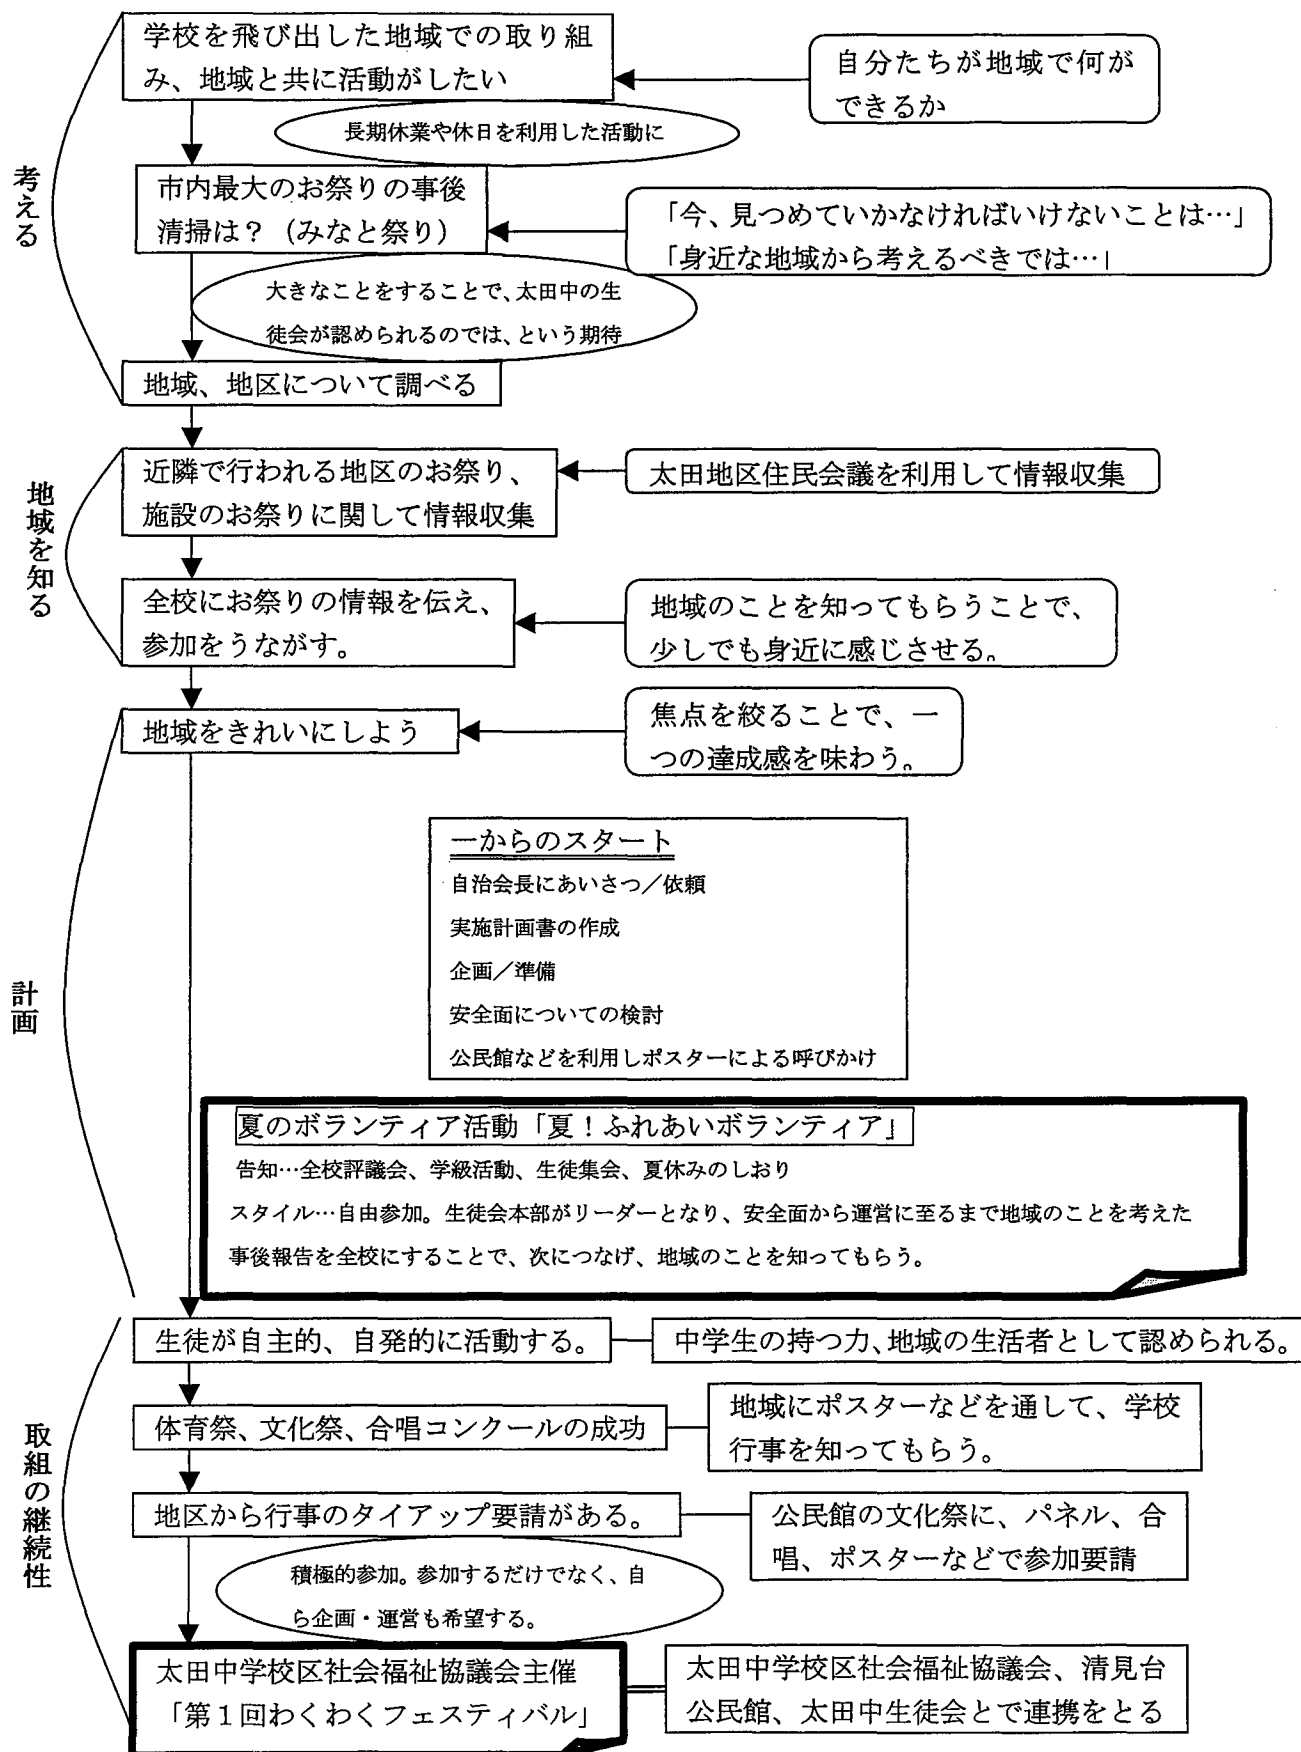 学校を飛び出した地域での取り組
み、地域と共に活動がしたい
自分たちが地域で何が
できるか
長期休業や休日を利用した活動に
考える
市内最大のお祭りの事後
清掃は？（みなと祭り）
「今、見つめていかなければいけないことは…」
「身近な地域から考えるべきでは…」
大きなことをすることで、太田中の生
徒会が認められるのでは、という期待
地域、地区について調べる
地域を知る
近隣で行われる地区のお祭り、
施設のお祭りに関して情報収集
太田地区住民会議を利用して情報収集
全校にお祭りの情報を伝え、
参加をうながす。
地域のことを知ってもらうことで、
少しでも身近に感じさせる。
計画
地域をきれいにしよう
焦点を絞ることで、一
つの達成感を味わう。
一からのスタート
自治会長にあいさつ／依頼
実施計画書の作成
企画／準備
安全面についての検討
公民館などを利用しポスターによる呼びかけ
夏のボランティア活動「夏！ふれあいボランティア」
告知…全校評議会、学級活動、生徒集会、夏休みのしおり
スタイル…自由参加。生徒会本部がリーダーとなり、安全面から運営に至るまで地域のことを考えた
事後報告を全校にすることで、次につなげ、地域のことを知ってもらう。
取組の継続性
生徒が自主的、自発的に活動する。
中学生の持つ力、地域の生活者として認められる。
体育祭、文化祭、合唱コンクールの成功
地域にポスターなどを通して、学校
行事を知ってもらう。
地区から行事のタイアップ要請がある。
公民館の文化祭に、パネル、合
唱、ポスターなどで参加要請
積極的参加。参加するだけでなく、自
ら企画・運営も希望する。
太田中学校区社会福祉協議会主催
「第１回わくわくフェスティバル」
太田中学校区社会福祉協議会、清見台
公民館、太田中生徒会とで連携をとる